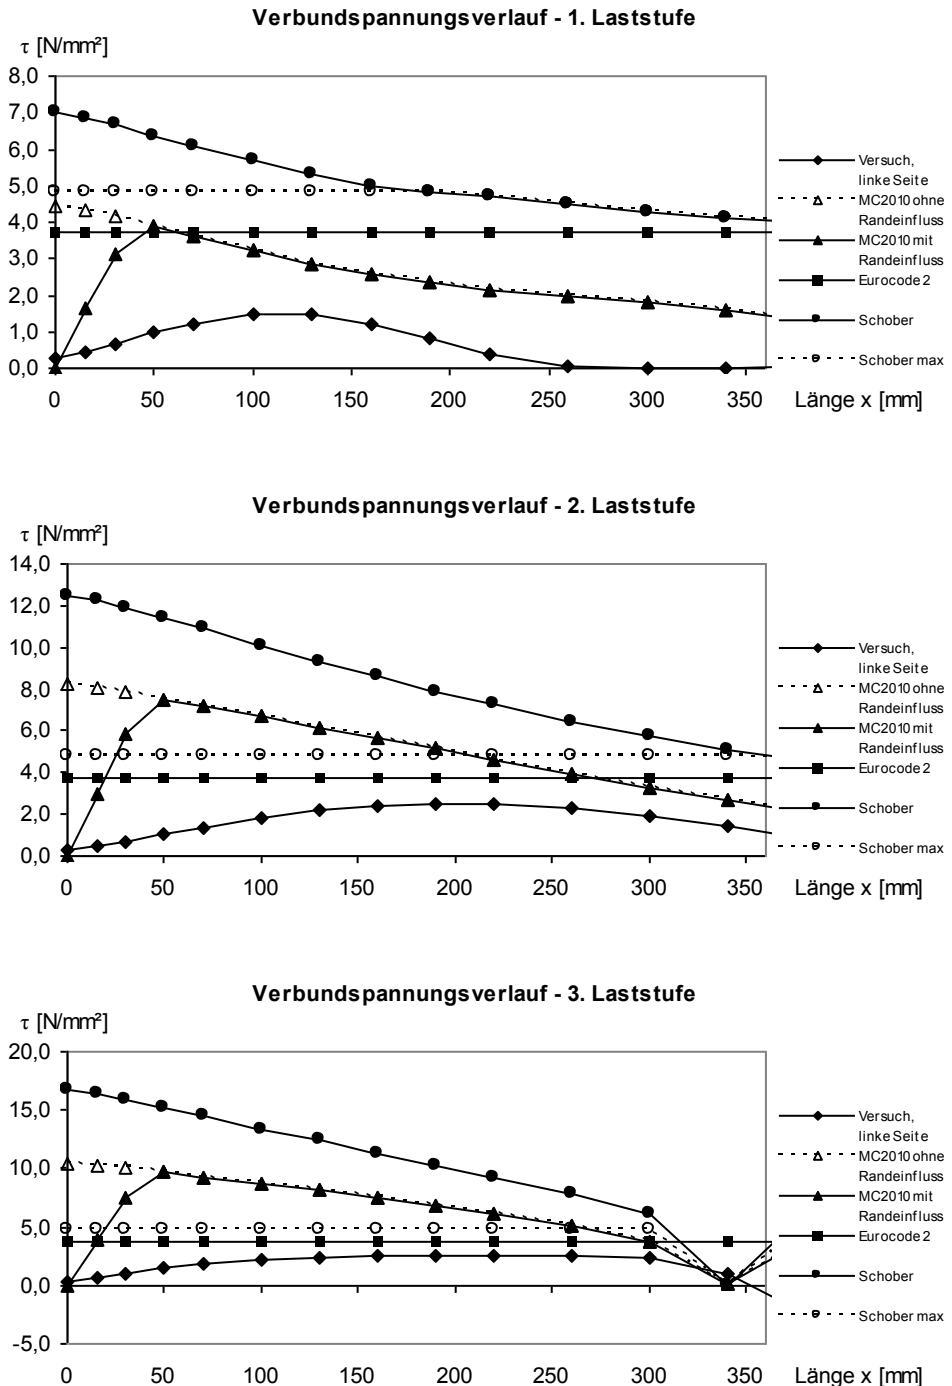 Verbundspannungsverlauf - 1. Laststufe
τ [N/mm²]
8,0
7,0
6,0
5,0
4,0
3,0
2,0
1,0
0,0
0 50 100 150 200 250 300 350 Länge x [mm]
Versuch,
linke Seite
MC2010 ohne
Randeinfluss
MC2010 mit
Randeinfluss
Eurocode 2
Schober
Schober max
Verbundspannungsverlauf - 2. Laststufe
τ [N/mm²]
14,0
12,0
10,0
8,0
6,0
4,0
2,0
0,0
0 50 100 150 200 250 300 350 Länge x [mm]
Versuch,
linke Seite
MC2010 ohne
Randeinfluss
MC2010 mit
Randeinfluss
Eurocode 2
Schober
Schober max
Verbundspannungsverlauf - 3. Laststufe
τ [N/mm²]
20,0
15,0
10,0
5,0
0,0
-5,0
0 50 100 150 200 250 300 350 Länge x [mm]
Versuch,
linke Seite
MC2010 ohne
Randeinfluss
MC2010 mit
Randeinfluss
Eurocode 2
Schober
Schober max